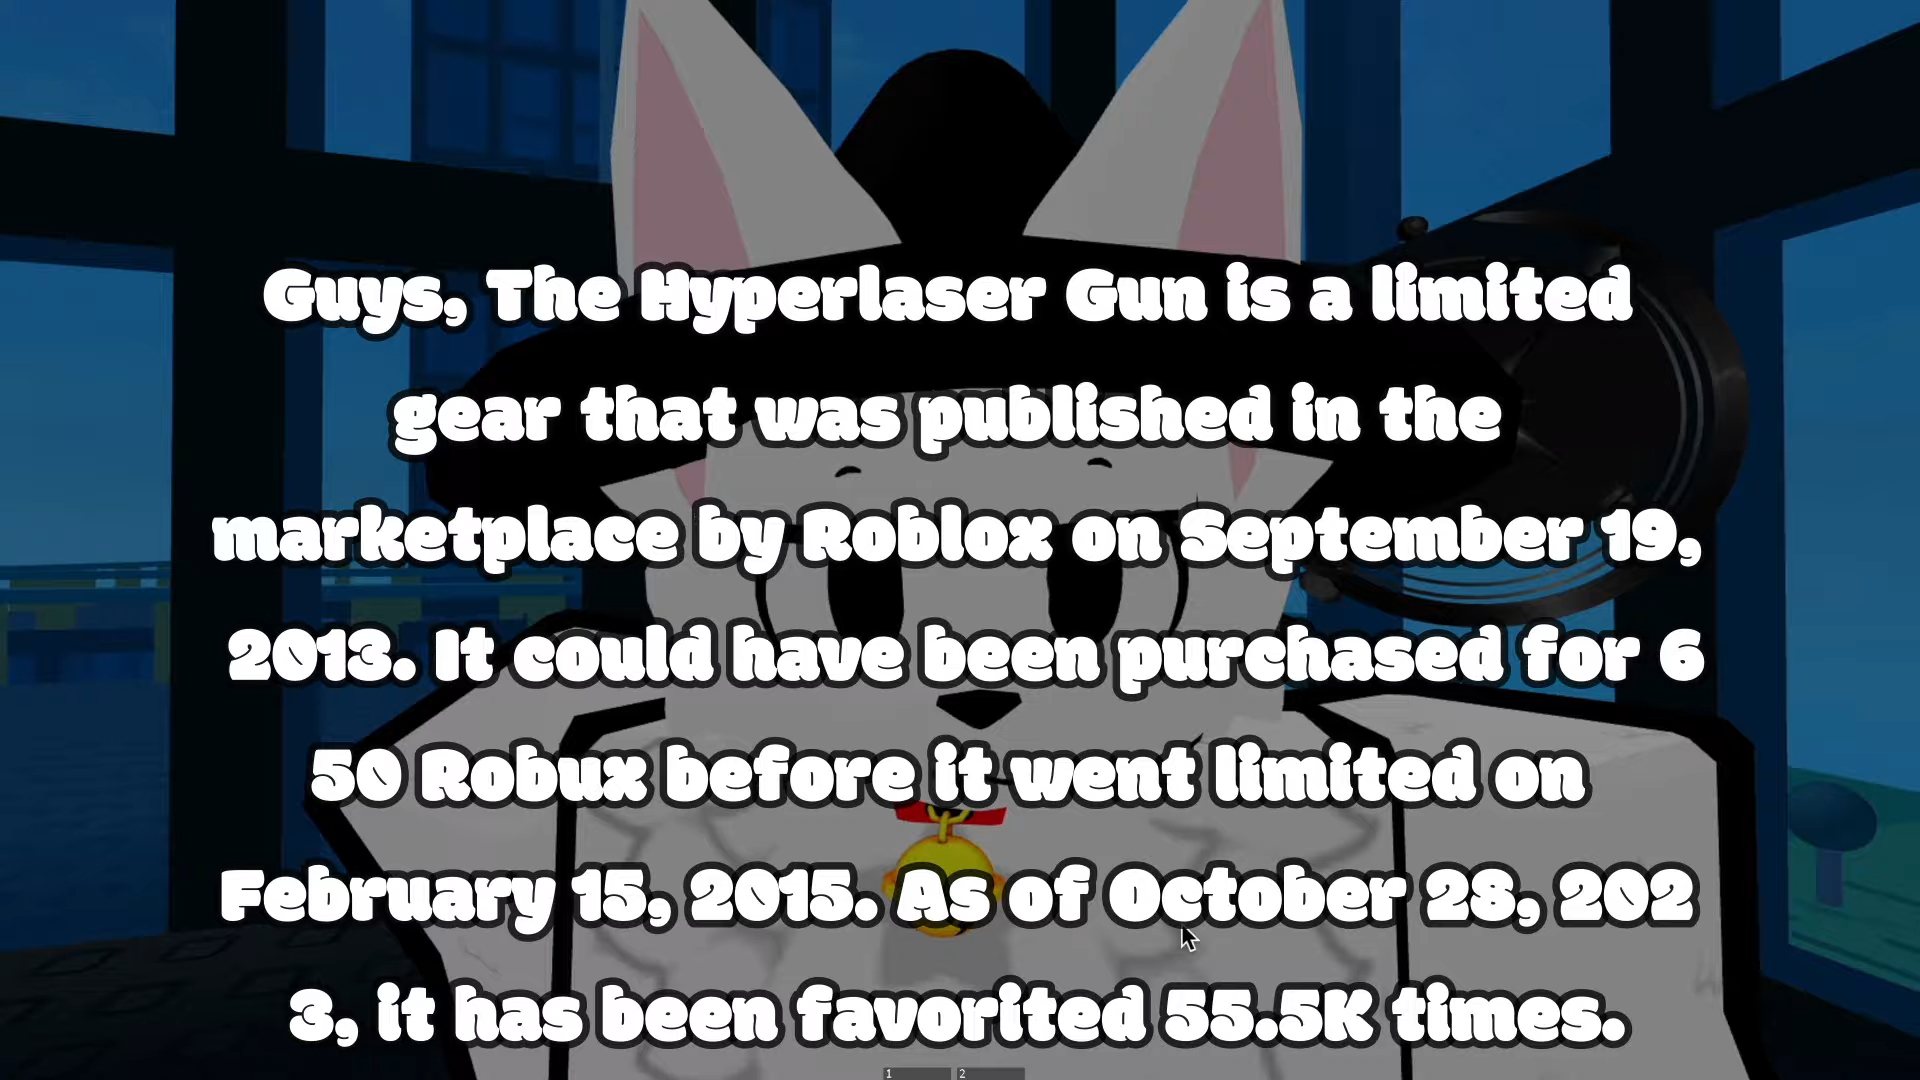 Guys, The Hyperlaser Gun is a limited
gear that was published in the
marketplace by Roblox on September 19,
2013. It could have been purchased for 6
50 Robux before it went limited on
February 15, 2015. As of October 28, 202
3, it has been favorited 55.5K times.
1 2